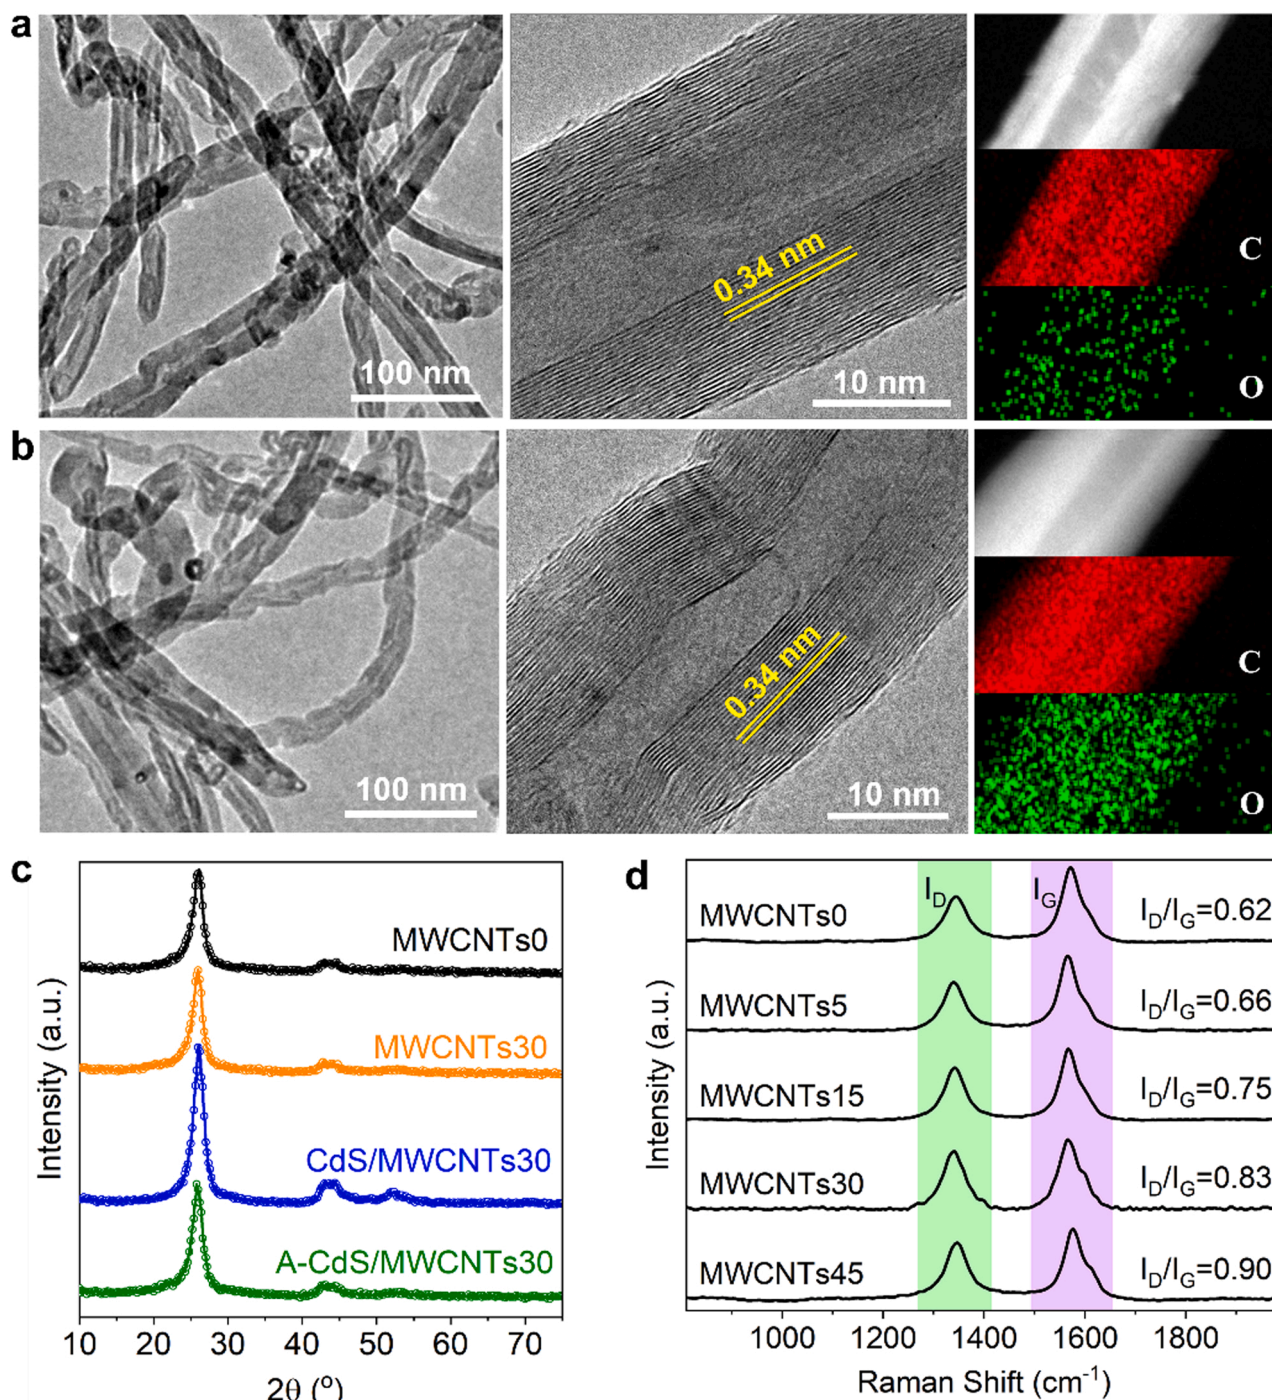 a
100 nm
0.34 nm
10 nm
C
O
b
100 nm
0.34 nm
10 nm
C
O
c
MWCNTs0
MWCNTs30
CdS/MWCNTs30
A-CdS/MWCNTs30
Intensity (a.u.)
10 20 30 40 50 60 70
2θ (º)
d
I_D
I_G
MWCNTs0
I_D/I_G=0.62
MWCNTs5
I_D/I_G=0.66
MWCNTs15
I_D/I_G=0.75
MWCNTs30
I_D/I_G=0.83
MWCNTs45
I_D/I_G=0.90
Intensity (a.u.)
1000 1200 1400 1600 1800
Raman Shift (cm⁻¹)